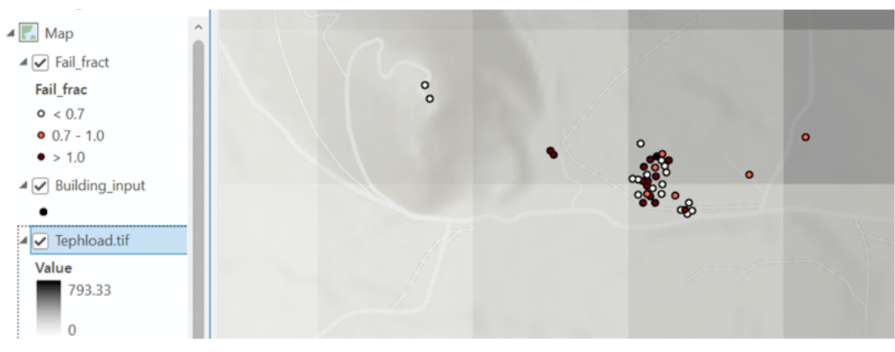 Map
Fail_fract
Fail_frac
< 0.7
0.7 - 1.0
> 1.0
Building_input
Tephload.tif
Value
793.33
0